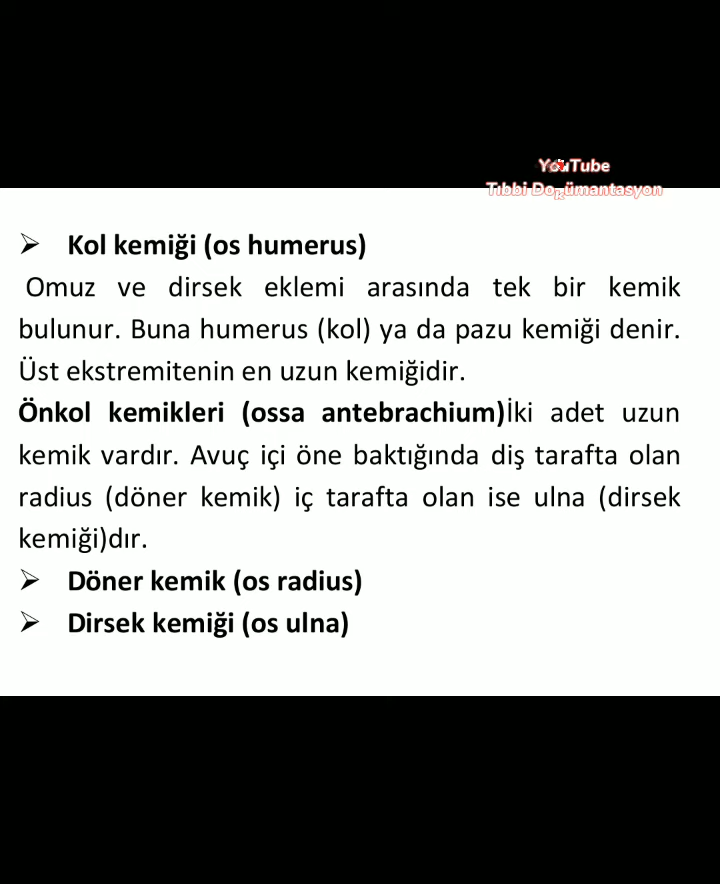 YouTube
Tıbbi Dokümantasyon
➢ Kol kemiği (os humerus)
Omuz ve dirsek eklemi arasında tek bir kemik
bulunur. Buna humerus (kol) ya da pazu kemiği denir.
Üst ekstremitenin en uzun kemiğidir.
Önkol kemikleri (ossa antebrachium)İki adet uzun
kemik vardır. Avuç içi öne baktığında diş tarafta olan
radius (döner kemik) iç tarafta olan ise ulna (dirsek
kemiği)dır.
➢ Döner kemik (os radius)
➢ Dirsek kemiği (os ulna)